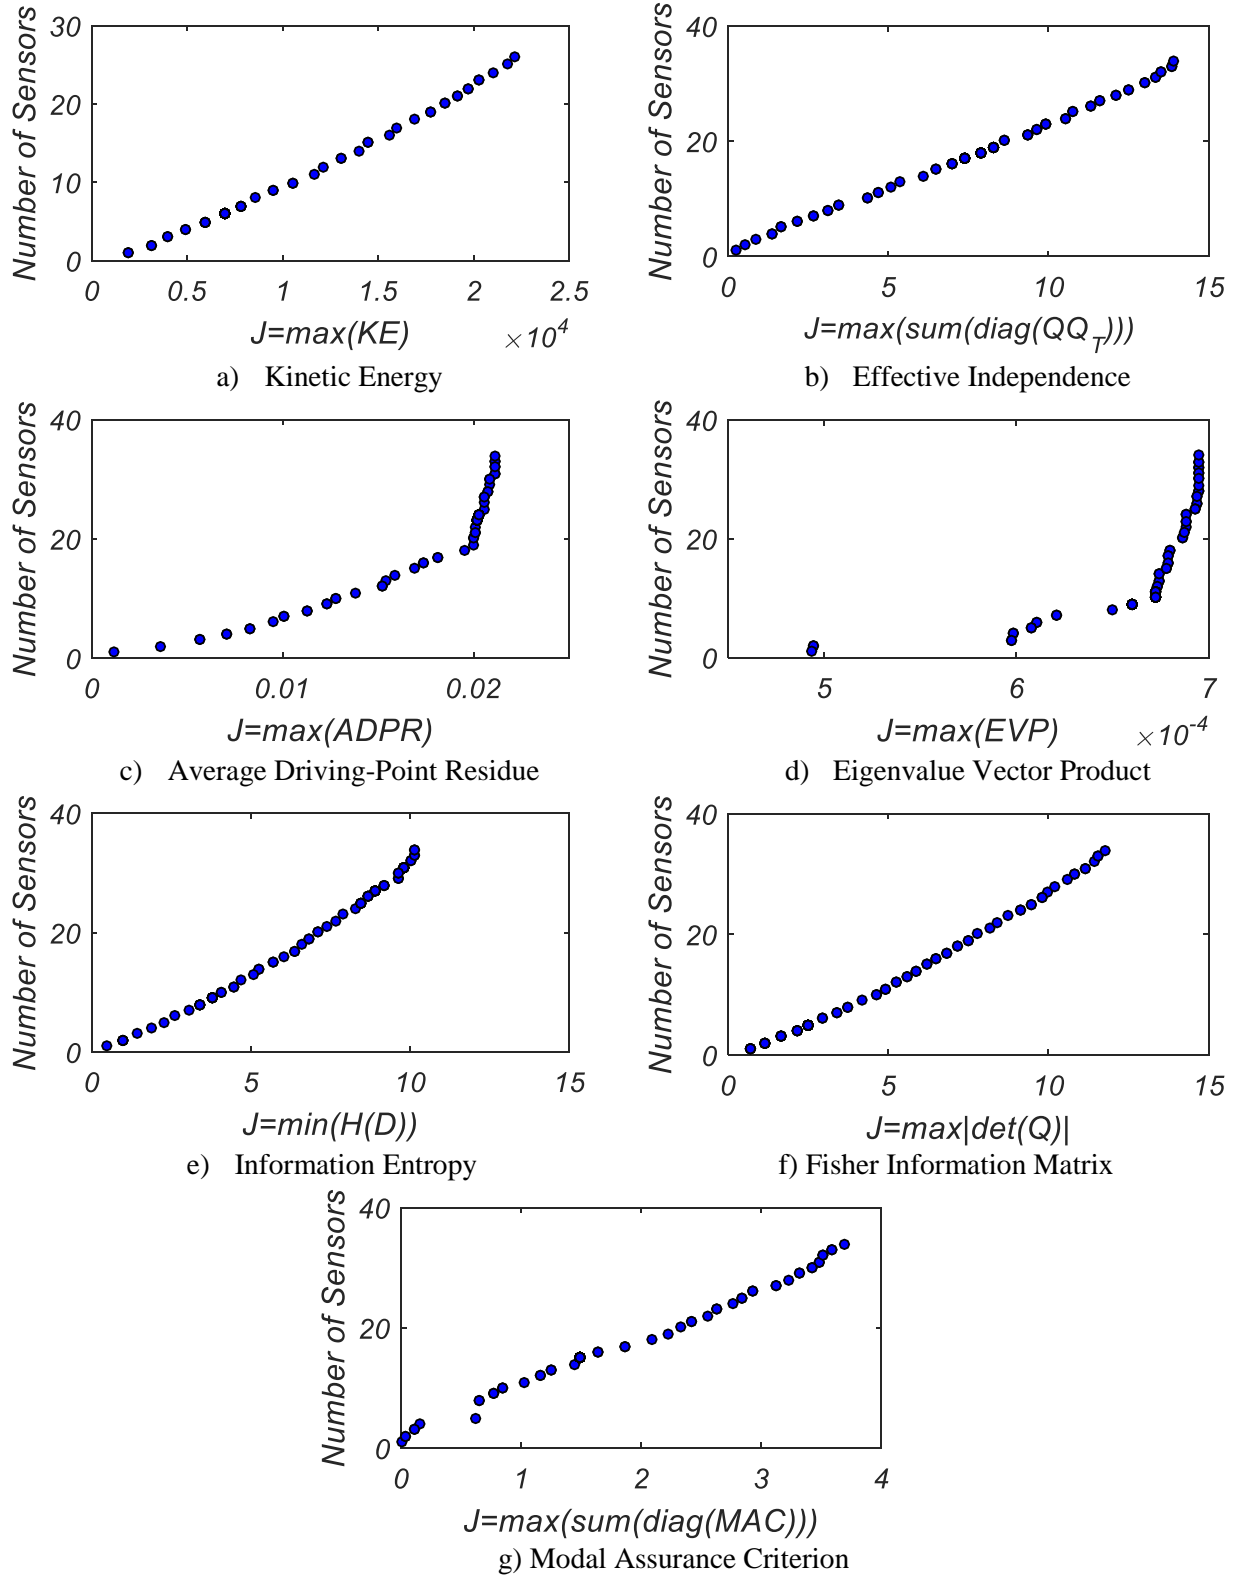 30
20
10
0
Number of Sensors
0 0.5 1 1.5 2 2.5
J=max(KE) ×10^4
a) Kinetic Energy
40
20
0
Number of Sensors
0 5 10 15
J=max(sum(diag(QQ_T)))
b) Effective Independence
40
20
0
Number of Sensors
0 0.01 0.02
J=max(ADPR)
c) Average Driving-Point Residue
40
20
0
Number of Sensors
5 6 7
J=max(EVP) ×10^-4
d) Eigenvalue Vector Product
40
20
0
Number of Sensors
0 5 10 15
J=min(H(D))
e) Information Entropy
40
20
0
Number of Sensors
0 5 10 15
J=max|det(Q)|
f) Fisher Information Matrix
40
20
0
Number of Sensors
0 1 2 3 4
J=max(sum(diag(MAC)))
g) Modal Assurance Criterion